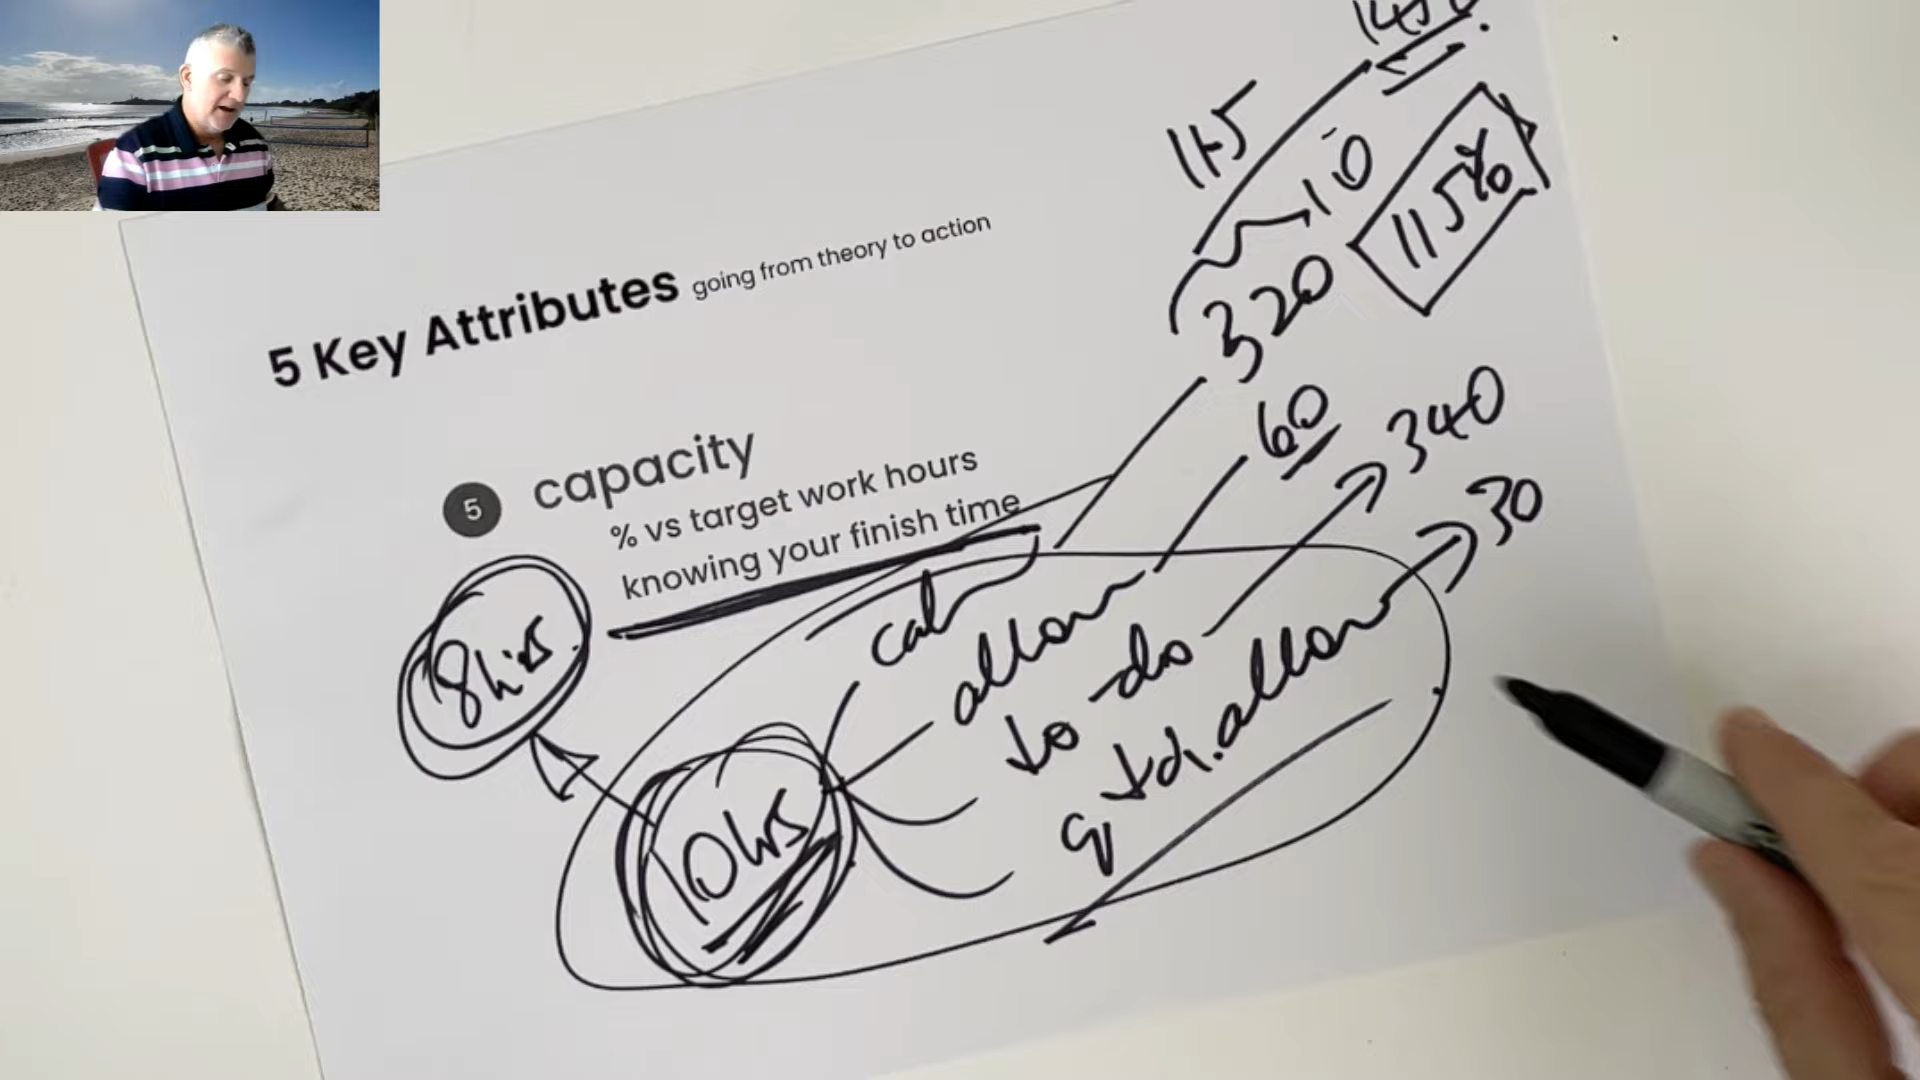 5 Key Attributes going from theory to action
5 capacity
% vs target work hours
knowing your finish time
115
10
115%
320
60
340
30
8hrs
10hrs
cal
allow
to do
td.allow